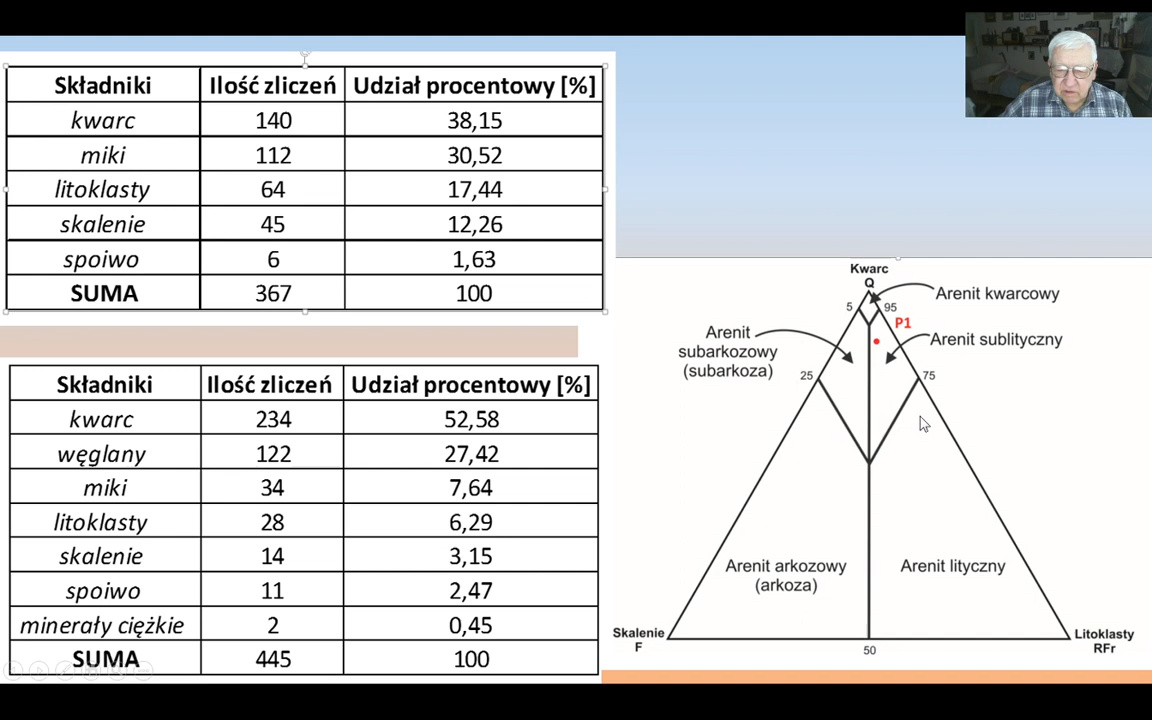 Składniki Ilość zliczeń Udział procentowy [%]
kwarc 140 38,15
miki 112 30,52
litoklasty 64 17,44
skalenie 45 12,26
spoiwo 6 1,63
SUMA 367 100
Składniki Ilość zliczeń Udział procentowy [%]
kwarc 234 52,58
węglany 122 27,42
miki 34 7,64
litoklasty 28 6,29
skalenie 14 3,15
spoiwo 11 2,47
minerały ciężkie 2 0,45
SUMA 445 100
Kwarc
Q
Arenit kwarcowy
5 95
P1
Arenit
subarkozowy
(subarkoza)
Arenit sublityczny
25 75
Arenit arkozowy
(arkoza)
Arenit lityczny
Skalenie
F
Litoklasty
RFr
50